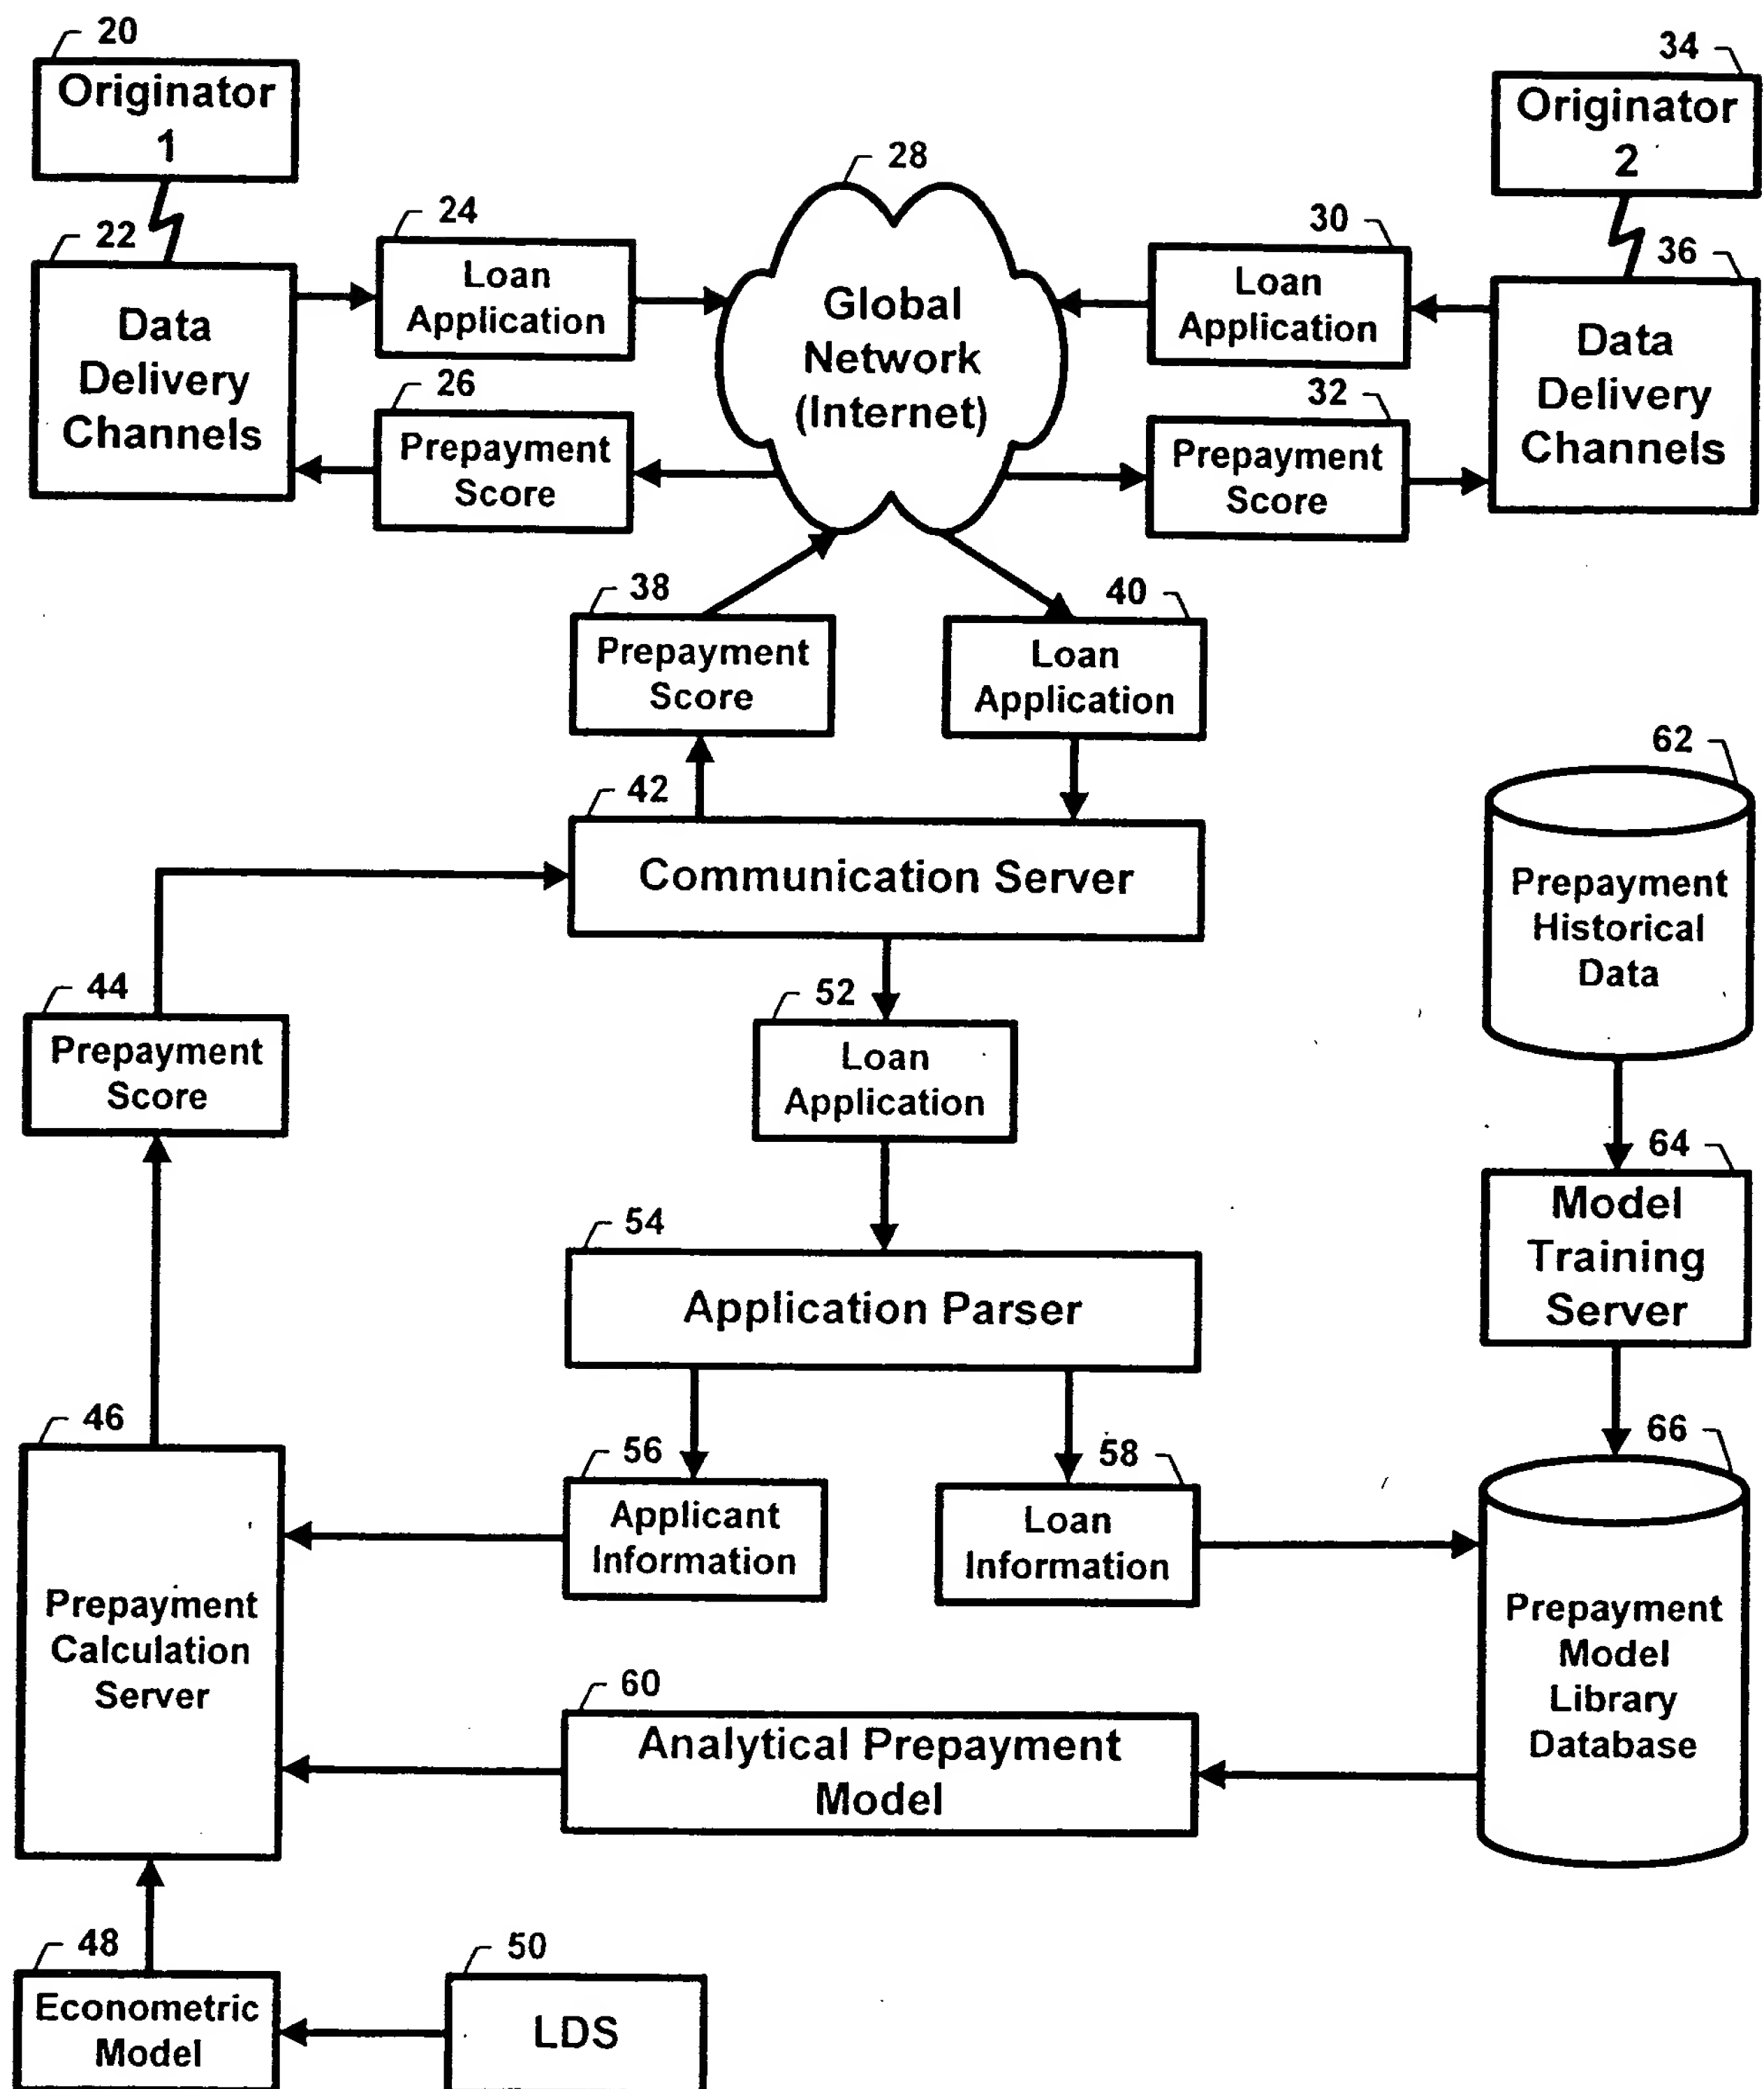 20
Originator
1
34
Originator
2
28
Global
Network
(Internet)
22
Data
Delivery
Channels
24
Loan
Application
26
Prepayment
Score
30
Loan
Application
32
Prepayment
Score
36
Data
Delivery
Channels
38
Prepayment
Score
40
Loan
Application
42
Communication Server
62
Prepayment
Historical
Data
44
Prepayment
Score
52
Loan
Application
64
Model
Training
Server
54
Application Parser
46
Prepayment
Calculation
Server
56
Applicant
Information
58
Loan
Information
66
Prepayment
Model
Library
Database
60
Analytical Prepayment
Model
48
Econometric
Model
50
LDS